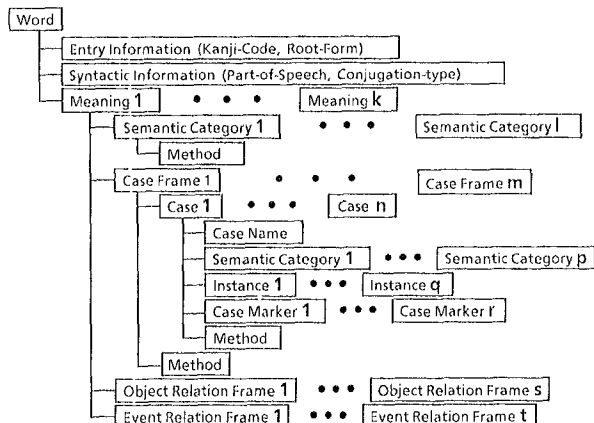 Word
Entry Information (Kanji-Code, Root-Form)
Syntactic Information (Part-of-Speech, Conjugation-type)
Meaning 1 • • • Meaning k
Semantic Category 1 • • • Semantic Category l
Method
Case Frame 1 • • • Case Frame m
Case 1 • • • Case n
Case Name
Semantic Category 1 • • • Semantic Category p
Instance 1 • • • Instance q
Case Marker 1 • • • Case Marker r
Method
Method
Object Relation Frame 1 • • • Object Relation Frame s
Event Relation Frame 1 • • • Event Relation Frame t